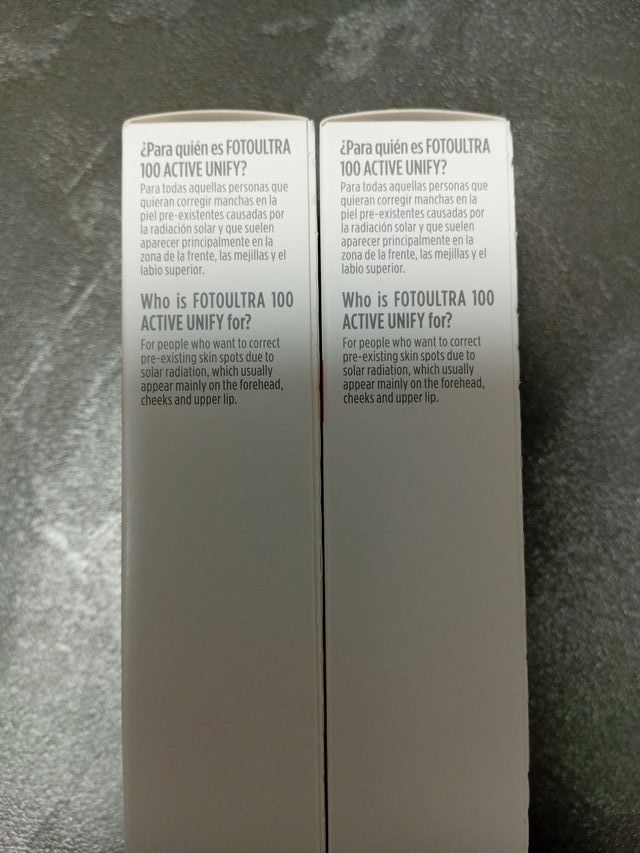 ¿Para quién es FOTOULTRA
100 ACTIVE UNIFY?
Para todas aquellas personas que
quieran corregir manchas en la
piel pre-existentes causadas por
la radiación solar y que suelen
aparecer principalmente en la
zona de la frente, las mejillas y el
labio superior.
Who is FOTOULTRA 100
ACTIVE UNIFY for?
For people who want to correct
pre-existing skin spots due to
solar radiation, which usually
appear mainly on the forehead,
cheeks and upper lip.
¿Para quién es FOTOULTRA
100 ACTIVE UNIFY?
Para todas aquellas personas que
quieran corregir manchas en la
piel pre-existentes causadas por
la radiación solar y que suelen
aparecer principalmente en la
zona de la frente, las mejillas y el
labio superior.
Who is FOTOULTRA 100
ACTIVE UNIFY for?
For people who want to correct
pre-existing skin spots due to
solar radiation, which usually
appear mainly on the forehead,
cheeks and upper lip.